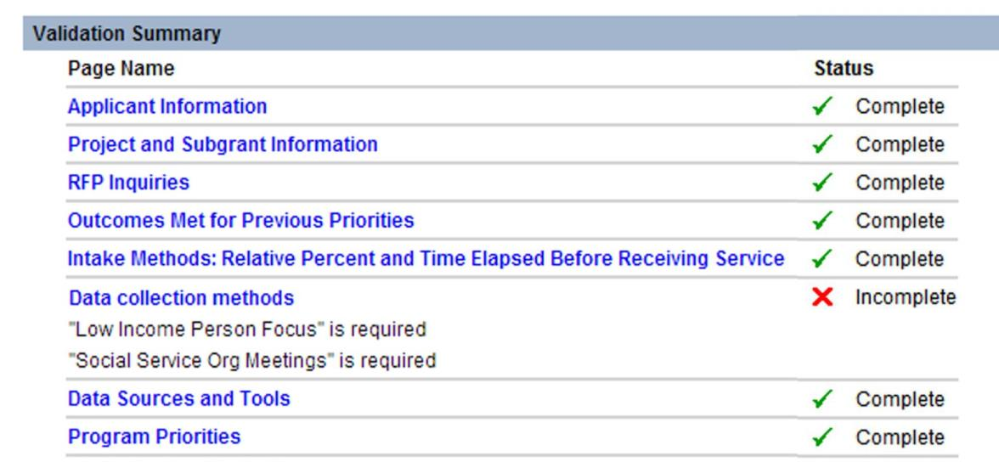 Validation Summary
Page Name Status
Applicant Information Complete
Project and Subgrant Information Complete
RFP Inquiries Complete
Outcomes Met for Previous Priorities Complete
Intake Methods: Relative Percent and Time Elapsed Before Receiving Service Complete
Data collection methods Incomplete
"Low Income Person Focus" is required
"Social Service Org Meetings" is required
Data Sources and Tools Complete
Program Priorities Complete